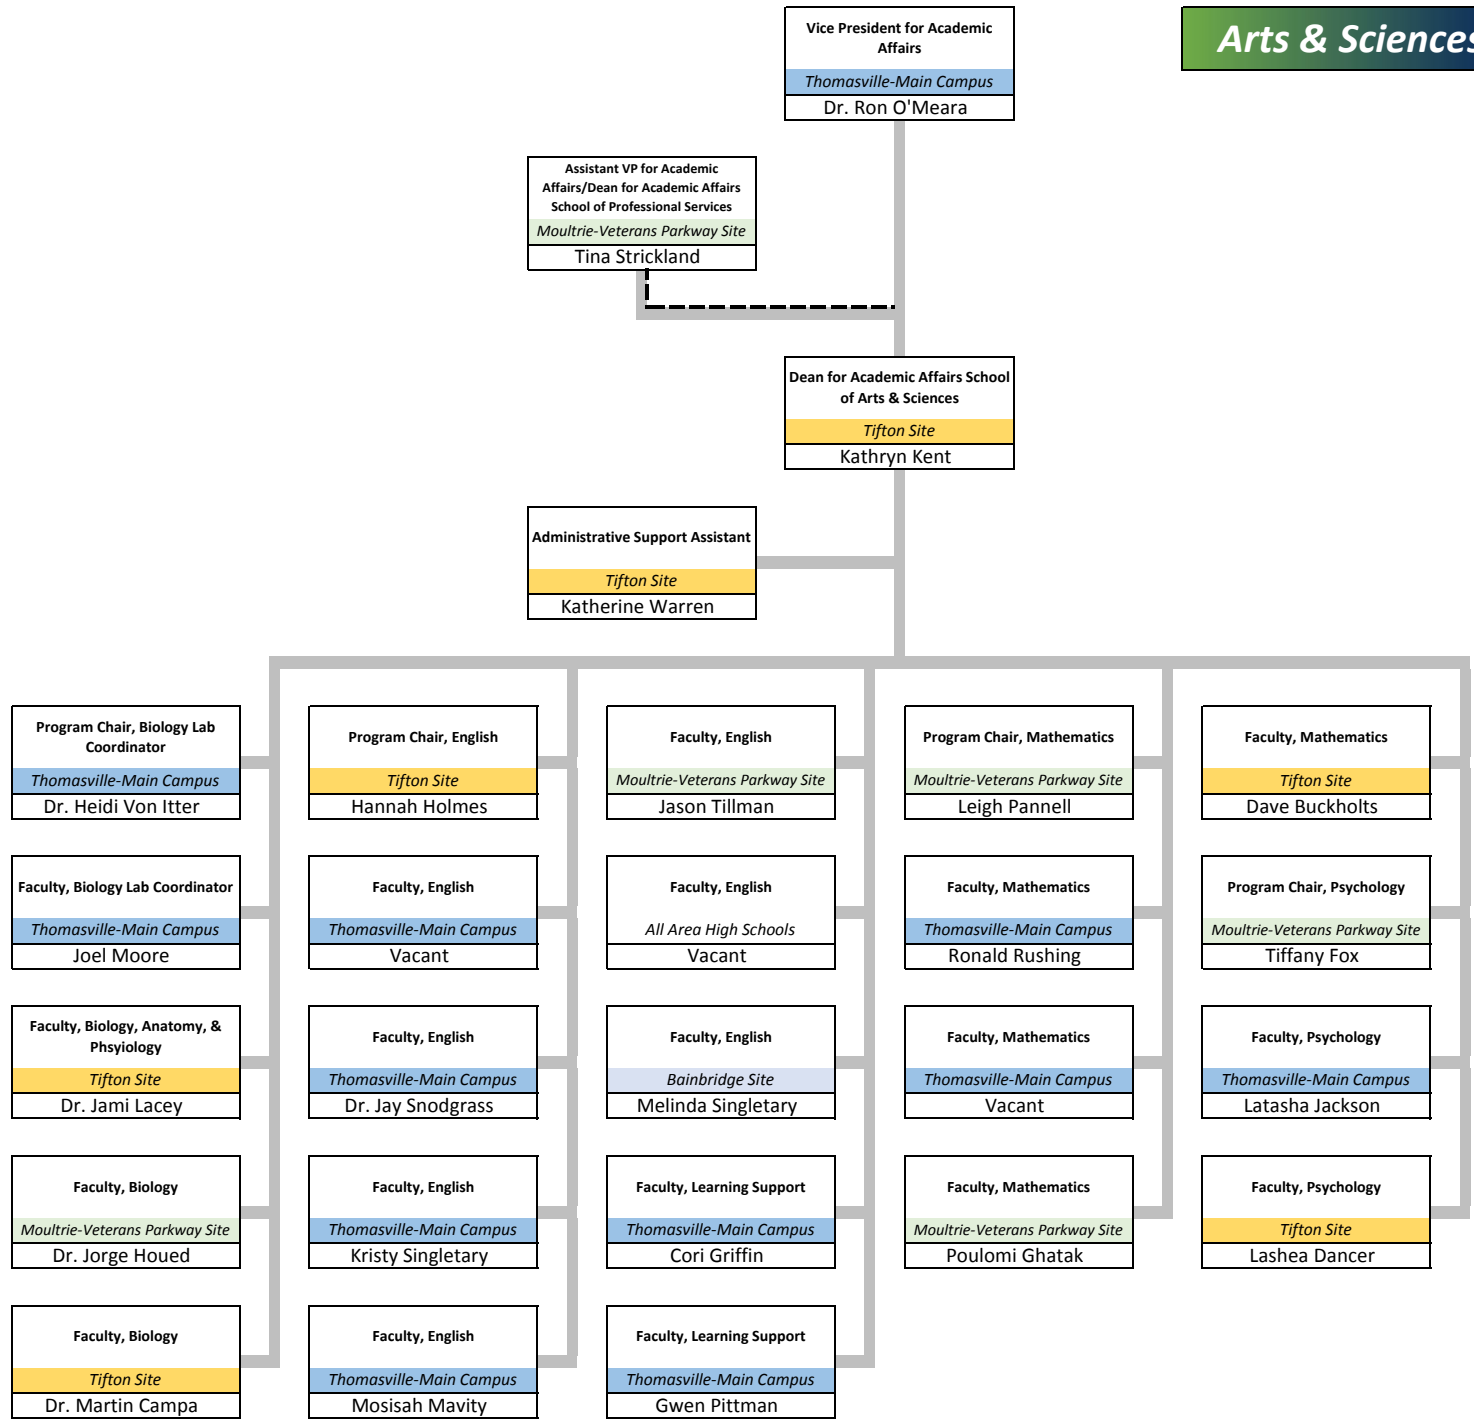 Vice President for Academic
Affairs
Thomasville-Main Campus
Dr. Ron O'Meara
Arts & Sciences
Assistant VP for Academic
Affairs/Dean for Academic Affairs
School of Professional Services
Moultrie-Veterans Parkway Site
Tina Strickland
Dean for Academic Affairs School
of Arts & Sciences
Tifton Site
Kathryn Kent
Administrative Support Assistant
Tifton Site
Katherine Warren
Program Chair, Biology Lab
Coordinator
Thomasville-Main Campus
Dr. Heidi Von Itter
Program Chair, English
Tifton Site
Hannah Holmes
Faculty, English
Moultrie-Veterans Parkway Site
Jason Tillman
Program Chair, Mathematics
Moultrie-Veterans Parkway Site
Leigh Pannell
Faculty, Mathematics
Tifton Site
Dave Buckholts
Faculty, Biology Lab Coordinator
Thomasville-Main Campus
Joel Moore
Faculty, English
Thomasville-Main Campus
Vacant
Faculty, English
All Area High Schools
Vacant
Faculty, Mathematics
Thomasville-Main Campus
Ronald Rushing
Program Chair, Psychology
Moultrie-Veterans Parkway Site
Tiffany Fox
Faculty, Biology, Anatomy, &
Phsyiology
Tifton Site
Dr. Jami Lacey
Faculty, English
Thomasville-Main Campus
Dr. Jay Snodgrass
Faculty, English
Bainbridge Site
Melinda Singletary
Faculty, Mathematics
Thomasville-Main Campus
Vacant
Faculty, Psychology
Thomasville-Main Campus
Latasha Jackson
Faculty, Biology
Moultrie-Veterans Parkway Site
Dr. Jorge Houed
Faculty, English
Thomasville-Main Campus
Kristy Singletary
Faculty, Learning Support
Thomasville-Main Campus
Cori Griffin
Faculty, Mathematics
Moultrie-Veterans Parkway Site
Poulomi Ghatak
Faculty, Psychology
Tifton Site
Lashea Dancer
Faculty, Biology
Tifton Site
Dr. Martin Campa
Faculty, English
Thomasville-Main Campus
Mosisah Mavity
Faculty, Learning Support
Thomasville-Main Campus
Gwen Pittman